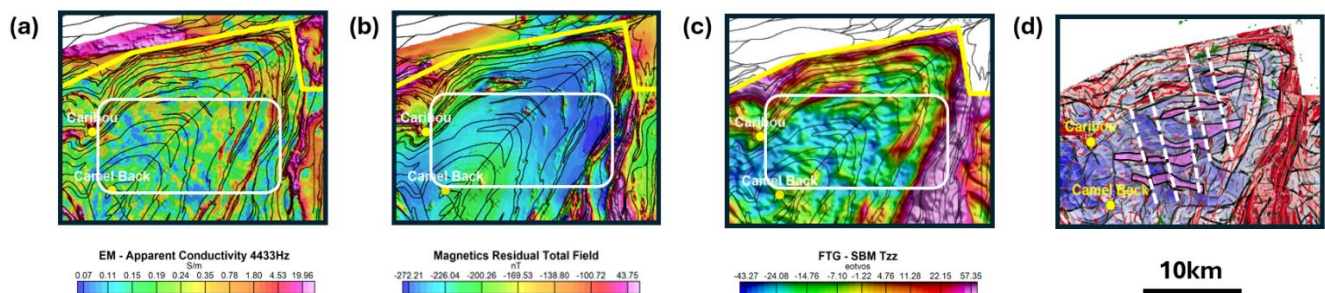 (a)
(b)
(c)
(d)
Caribou
Camel Back
Caribou
Camel Back
Caribou
Camel Back
Caribou
Camel Back
EM - Apparent Conductivity 4433Hz
S/m
0.07 0.11 0.15 0.19 0.24 0.35 0.78 1.80 4.53 19.96
Magnetics Residual Total Field
nT
-272.21 -226.04 -200.26 -169.53 -138.80 -100.72 43.75
FTG - SBM Tzz
eotvos
-43.27 -24.08 -14.76 -7.10 -1.22 4.76 11.28 22.15 57.35
10km